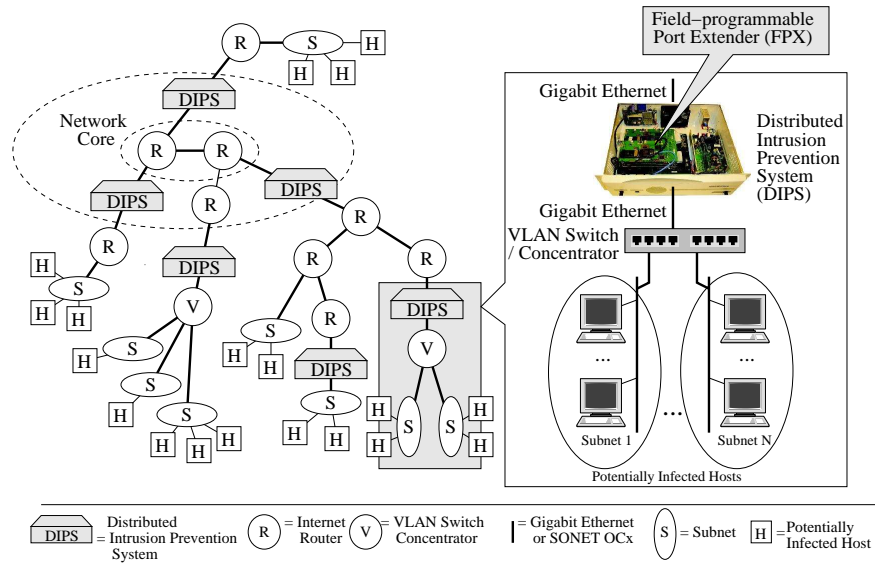 Field-programmable
Port Extender (FPX)
R
S
H
H
H
DIPS
Network
Core
R
R
DIPS
R
DIPS
R
R
DIPS
R
R
H
S
H
H
V
R
DIPS
S
H
S
H
S
H
H
H
S
H
H
DIPS
S
H
H
V
H
H
S
S
H
H
Gigabit Ethernet
Distributed
Intrusion
Prevention
System
(DIPS)
Gigabit Ethernet
VLAN Switch
/ Concentrator
...
...
...
Subnet 1
Subnet N
Potentially Infected Hosts
DIPS
Distributed
= Intrusion Prevention
System
R
= Internet
Router
V
= VLAN Switch
Concentrator
= Gigabit Ethernet
or SONET OCx
S
= Subnet
H
= Potentially
Infected Host